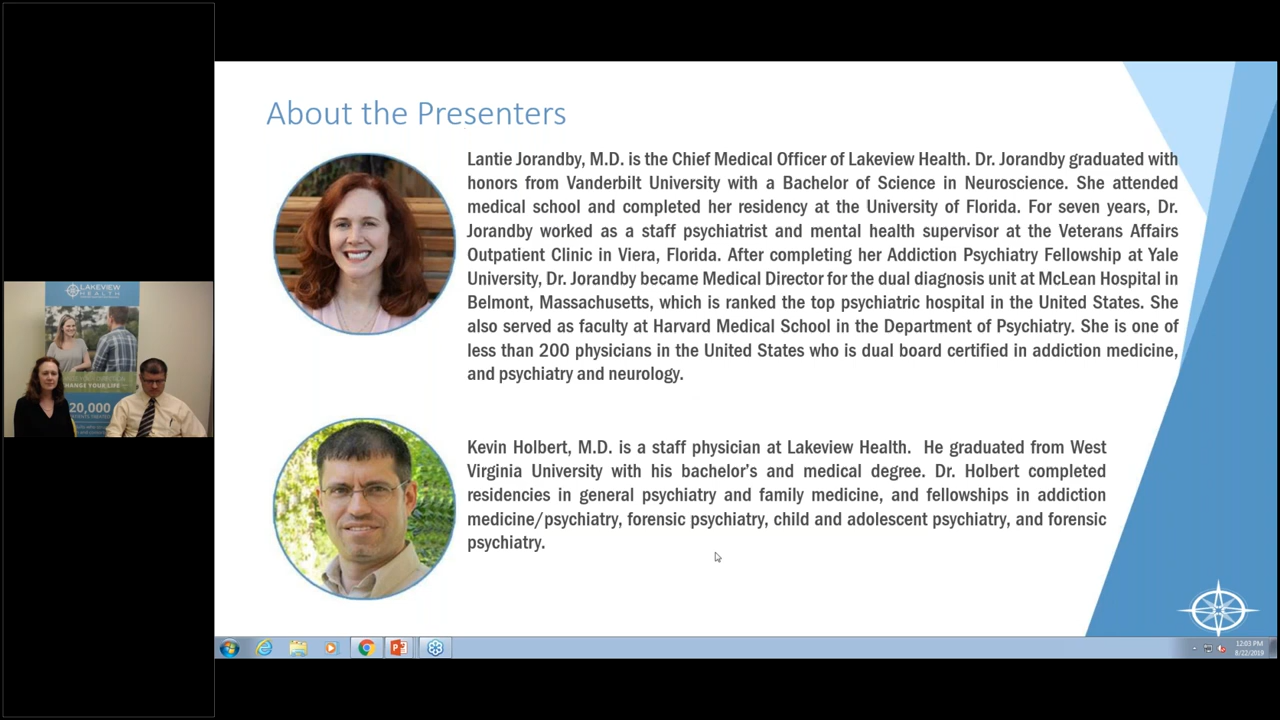 About the Presenters
Lantie Jorandby, M.D. is the Chief Medical Officer of Lakeview Health. Dr. Jorandby graduated with
honors from Vanderbilt University with a Bachelor of Science in Neuroscience. She attended
medical school and completed her residency at the University of Florida. For seven years, Dr.
Jorandby worked as a staff psychiatrist and mental health supervisor at the Veterans Affairs
Outpatient Clinic in Viera, Florida. After completing her Addiction Psychiatry Fellowship at Yale
University, Dr. Jorandby became Medical Director for the dual diagnosis unit at McLean Hospital in
Belmont, Massachusetts, which is ranked the top psychiatric hospital in the United States. She
also served as faculty at Harvard Medical School in the Department of Psychiatry. She is one of
less than 200 physicians in the United States who is dual board certified in addiction medicine,
and psychiatry and neurology.
LAKEVIEW
HEALTH
CHANGE YOUR LIFE
20,000
Kevin Holbert, M.D. is a staff physician at Lakeview Health. He graduated from West
Virginia University with his bachelor's and medical degree. Dr. Holbert completed
residencies in general psychiatry and family medicine, and fellowships in addiction
medicine/psychiatry, forensic psychiatry, child and adolescent psychiatry, and forensic
psychiatry.
12:03 PM
8/22/2019